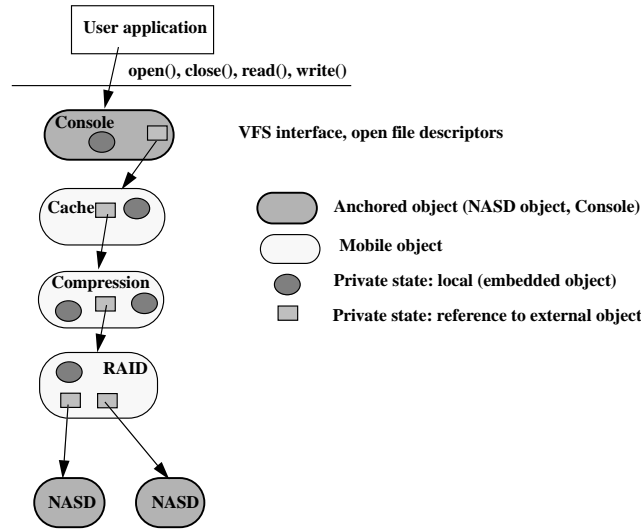 User application
open(), close(), read(), write()
Console
VFS interface, open file descriptors
Cache
Anchored object (NASD object, Console)
Mobile object
Compression
Private state: local (embedded object)
Private state: reference to external object
RAID
NASD
NASD